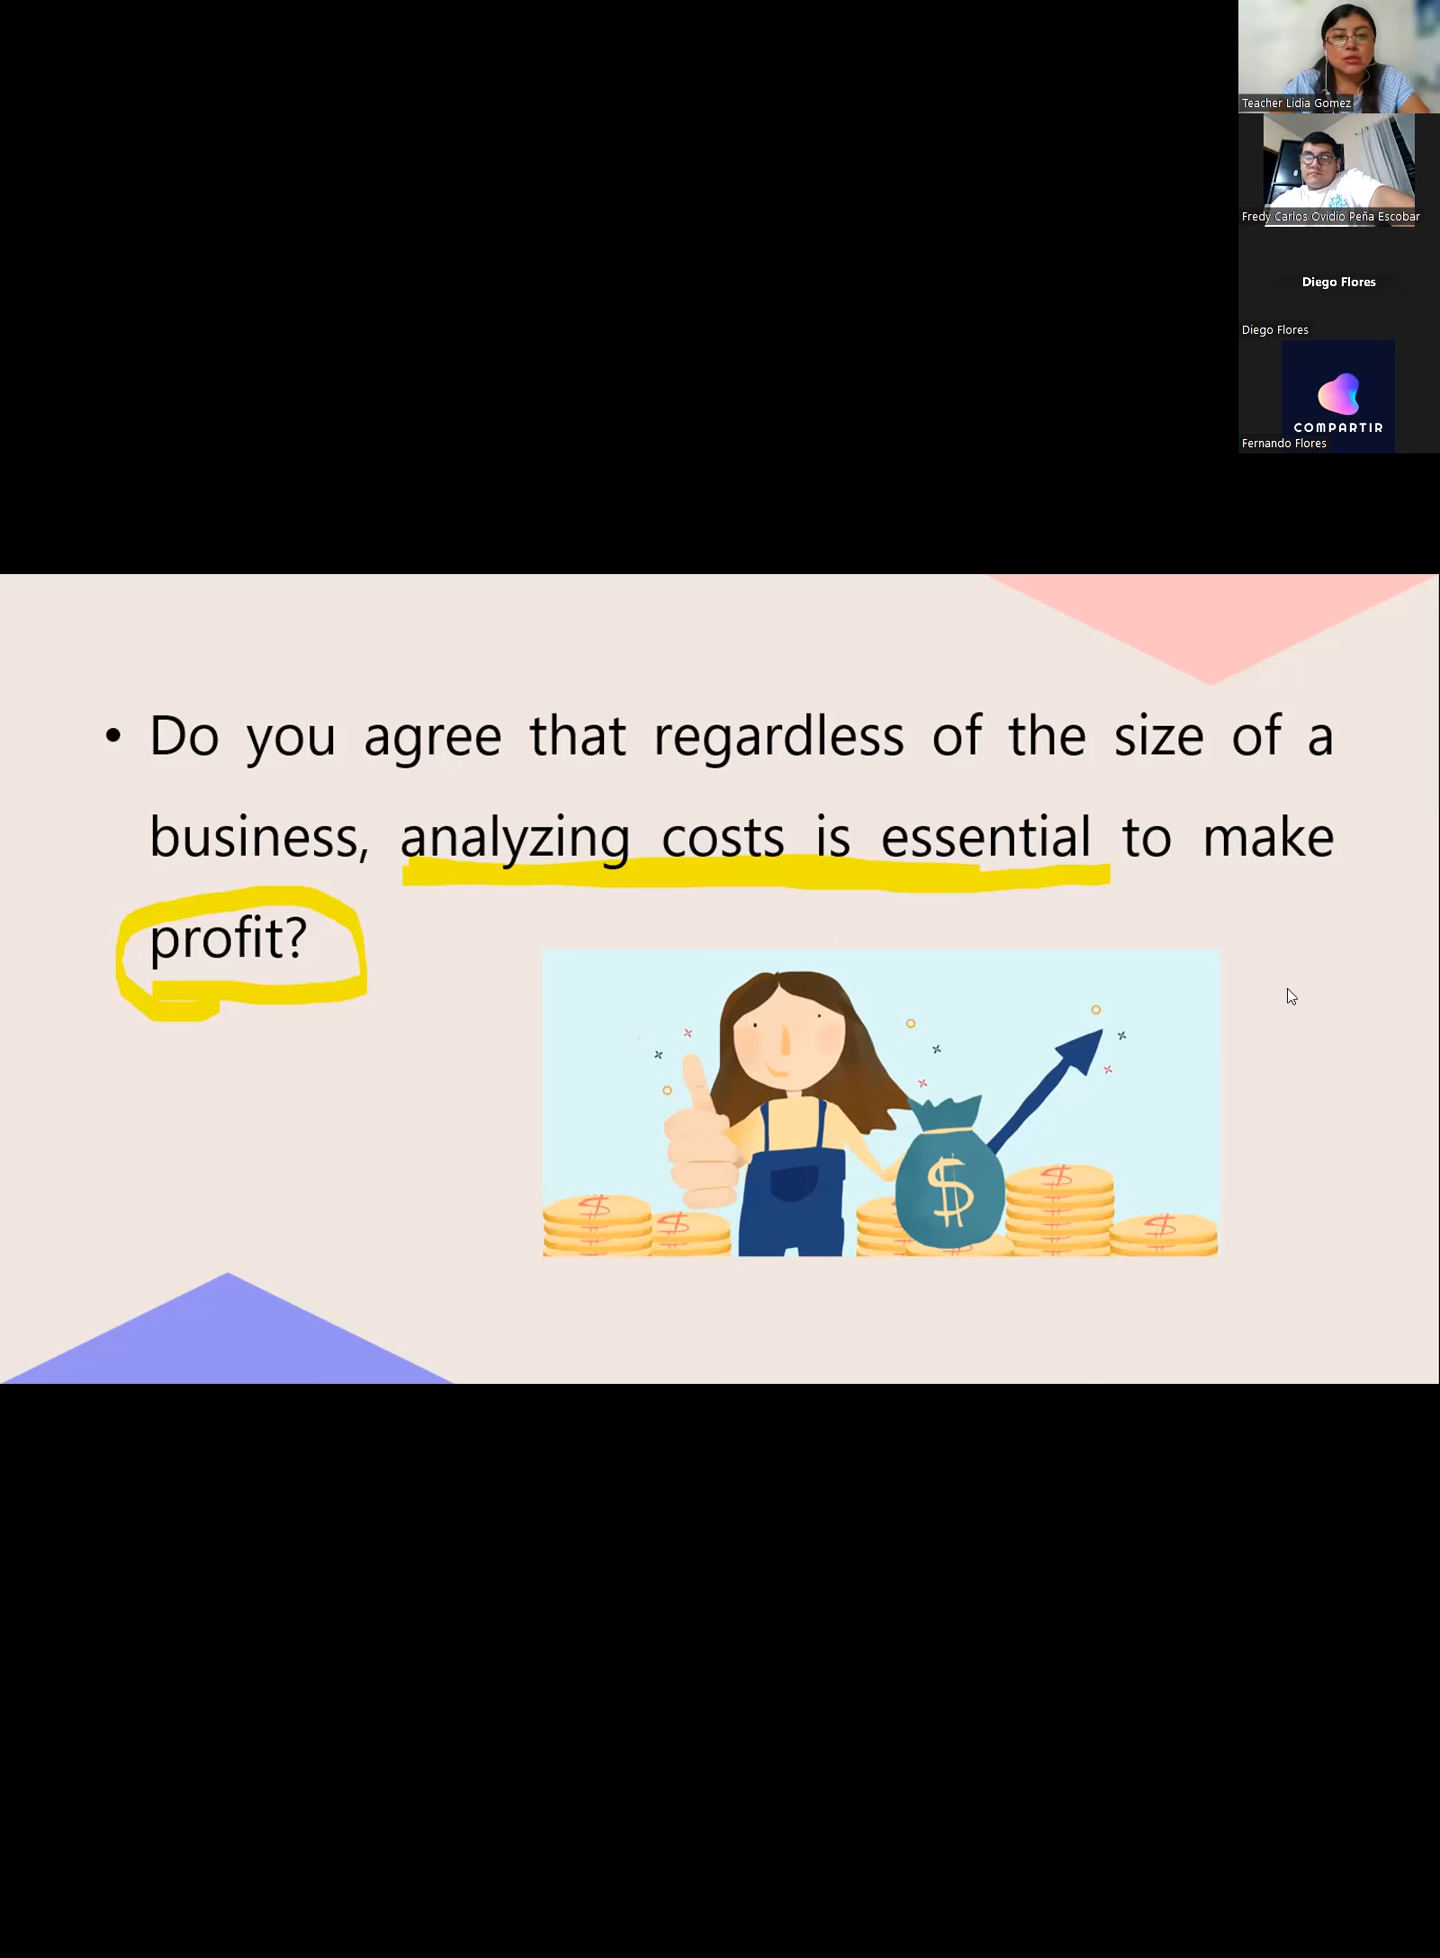 Teacher Lidia Gomez
Fredy Carlos Ovidio Peña Escobar
Diego Flores
Diego Flores
COMPARTIR
Fernando Flores
• Do you agree that regardless of the size of a
business, analyzing costs is essential to make
profit?
$
$
$
$
$